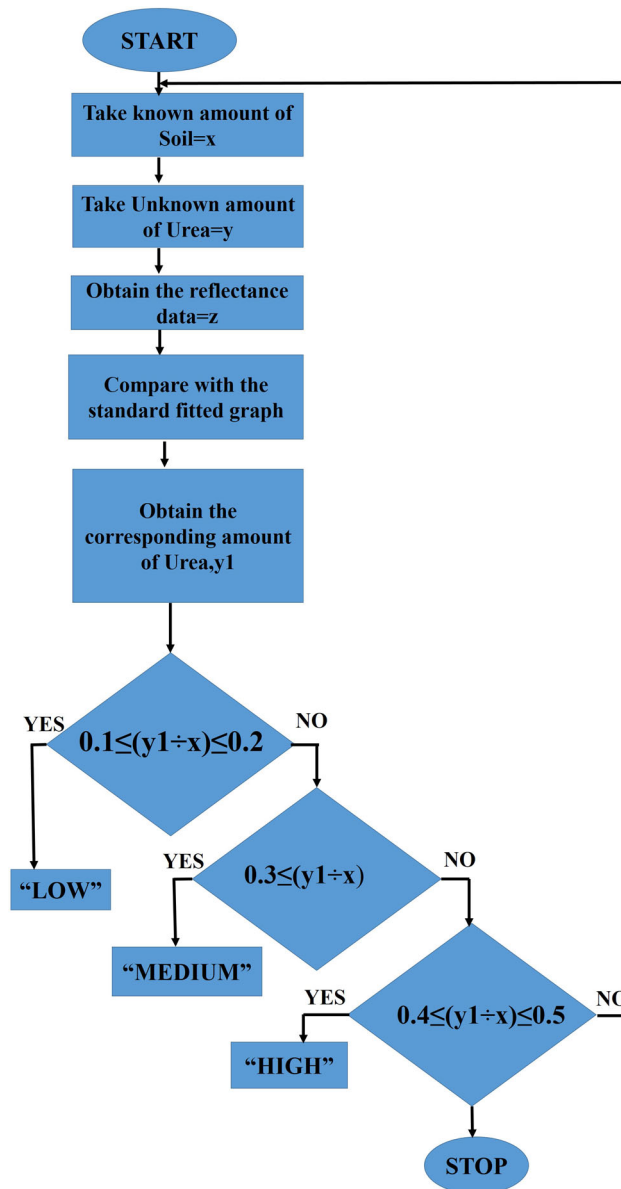 START
Take known amount of
Soil=x
Take Unknown amount
of Urea=y
Obtain the reflectance
data=z
Compare with the
standard fitted graph
Obtain the
corresponding amount
of Urea,y1
YES
NO
0.1≤(y1÷x)≤0.2
“LOW”
YES
NO
0.3≤(y1÷x)
“MEDIUM”
YES
NO
0.4≤(y1÷x)≤0.5
“HIGH”
STOP